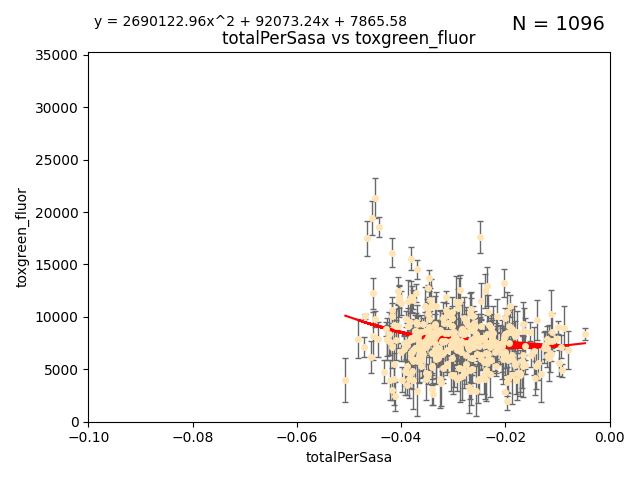 y = 2690122.96x^2 + 92073.24x + 7865.58
N = 1096
totalPerSasa vs toxgreen_fluor
35000
30000
25000
20000
15000
10000
5000
0
toxgreen_fluor
−0.10
−0.08
−0.06
−0.04
−0.02
0.00
totalPerSasa